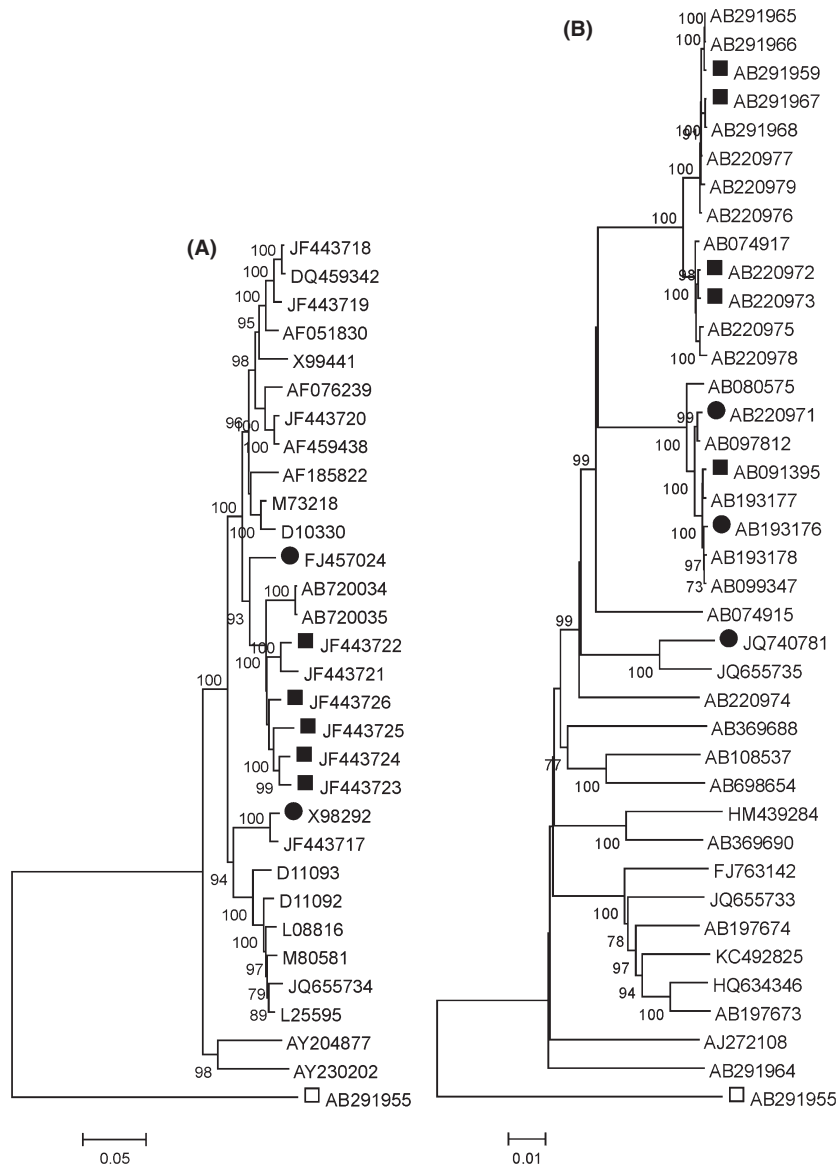 (A)
100
JF443718
100
DQ459342
100
JF443719
95
AF051830
98
X99441
AF076239
96
100
JF443720
100
AF459438
AF185822
100
M73218
100
D10330
FJ457024
93
100
AB720034
AB720035
100
JF443722
100
JF443721
JF443726
JF443725
100
JF443724
99
JF443723
100
100
X98292
JF443717
94
D11093
D11092
100
L08816
100
M80581
97
JQ655734
79
L25595
89
AY204877
98
AY230202
AB291955
0.05
(B)
100
AB291965
100
AB291966
AB291959
AB291967
100
91
AB291968
AB220977
100
AB220979
100
AB220976
AB074917
98
AB220972
100
AB220973
AB220975
100
AB220978
AB080575
99
AB220971
100
AB097812
AB091395
100
AB193177
100
AB193176
97
AB193178
73
AB099347
99
AB074915
99
JQ740781
100
JQ655735
AB220974
AB369688
77
AB108537
100
AB698654
HM439284
100
AB369690
FJ763142
100
JQ655733
78
AB197674
97
KC492825
94
HQ634346
100
AB197673
AJ272108
AB291964
AB291955
0.01